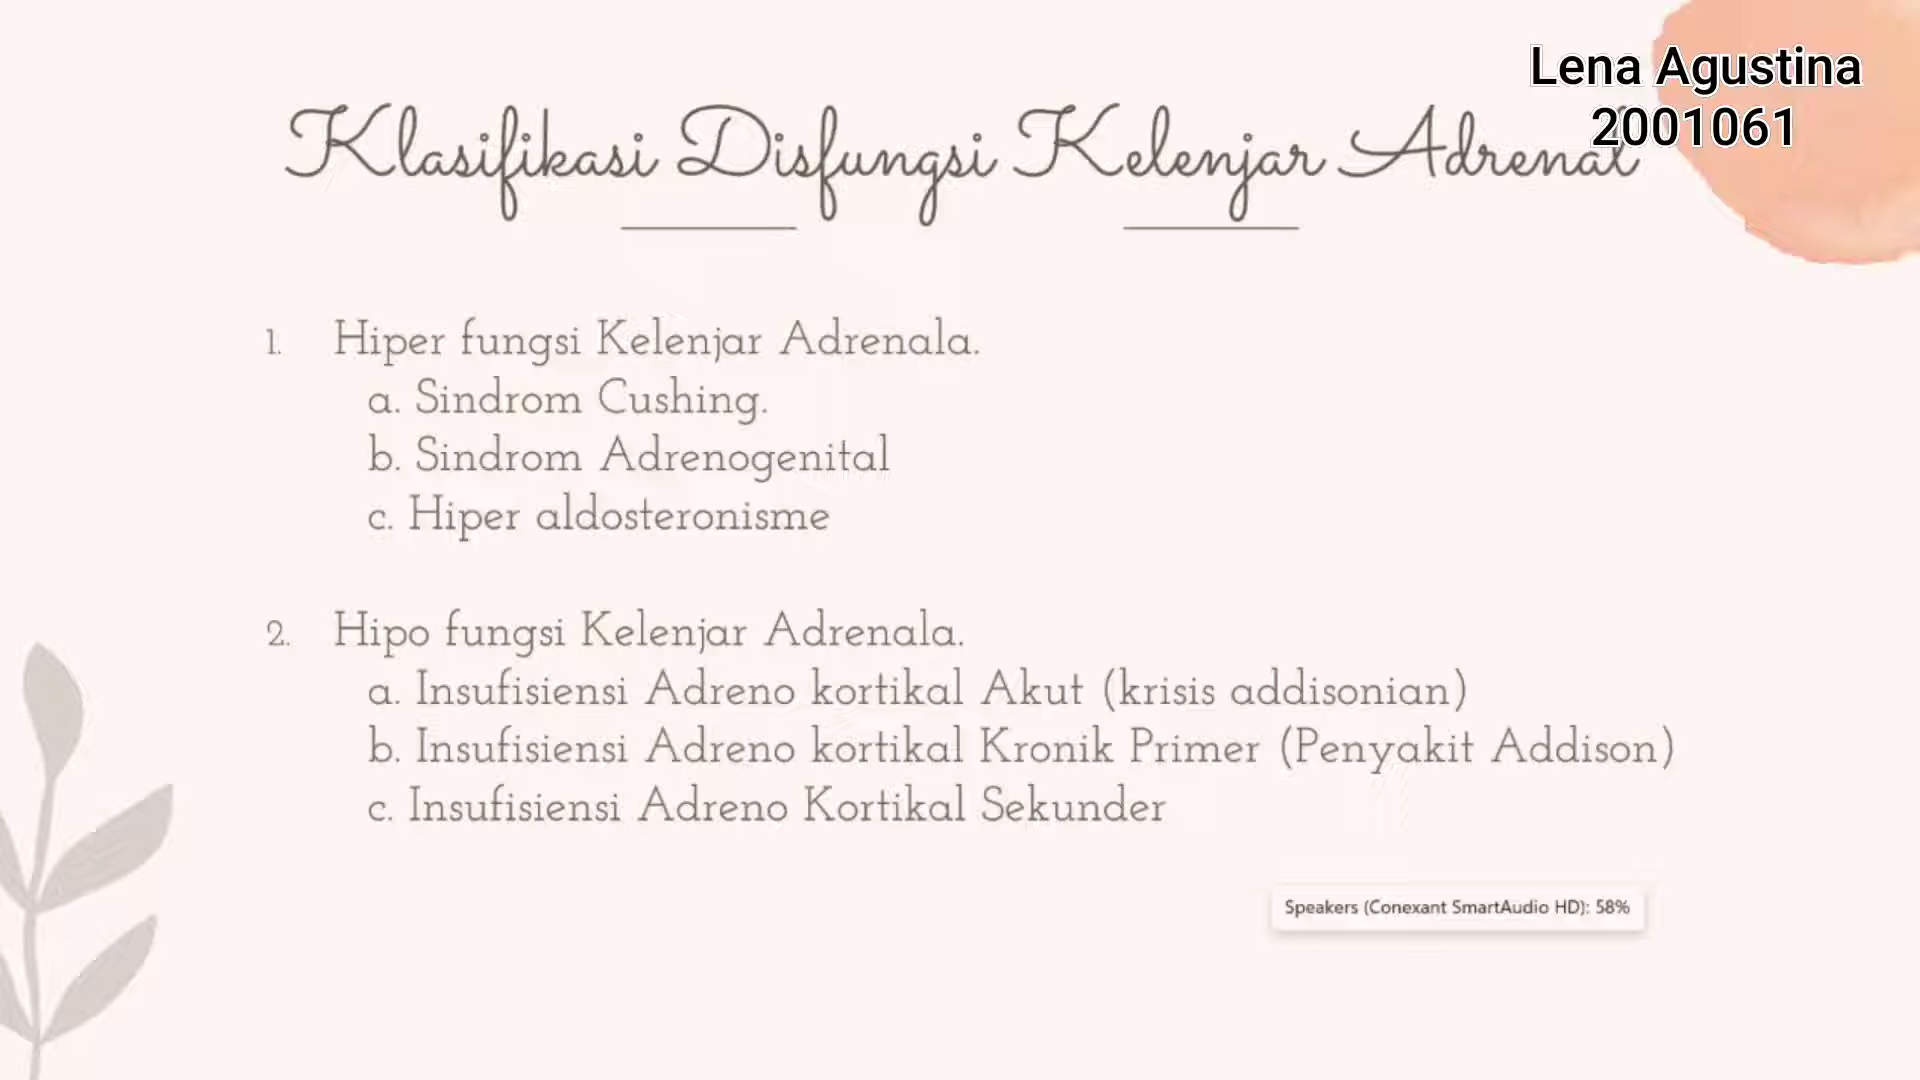 Lena Agustina
2001061
Klasifikasi Disfungsi Kelenjar Adrenal
1. Hiper fungsi Kelenjar Adrenala.
a. Sindrom Cushing.
b. Sindrom Adrenogenital
c. Hiper aldosteronisme
2. Hipo fungsi Kelenjar Adrenala.
a. Insufisiensi Adreno kortikal Akut (krisis addisonian)
b. Insufisiensi Adreno kortikal Kronik Primer (Penyakit Addison)
c. Insufisiensi Adreno Kortikal Sekunder
Speakers (Conexant SmartAudio HD): 58%